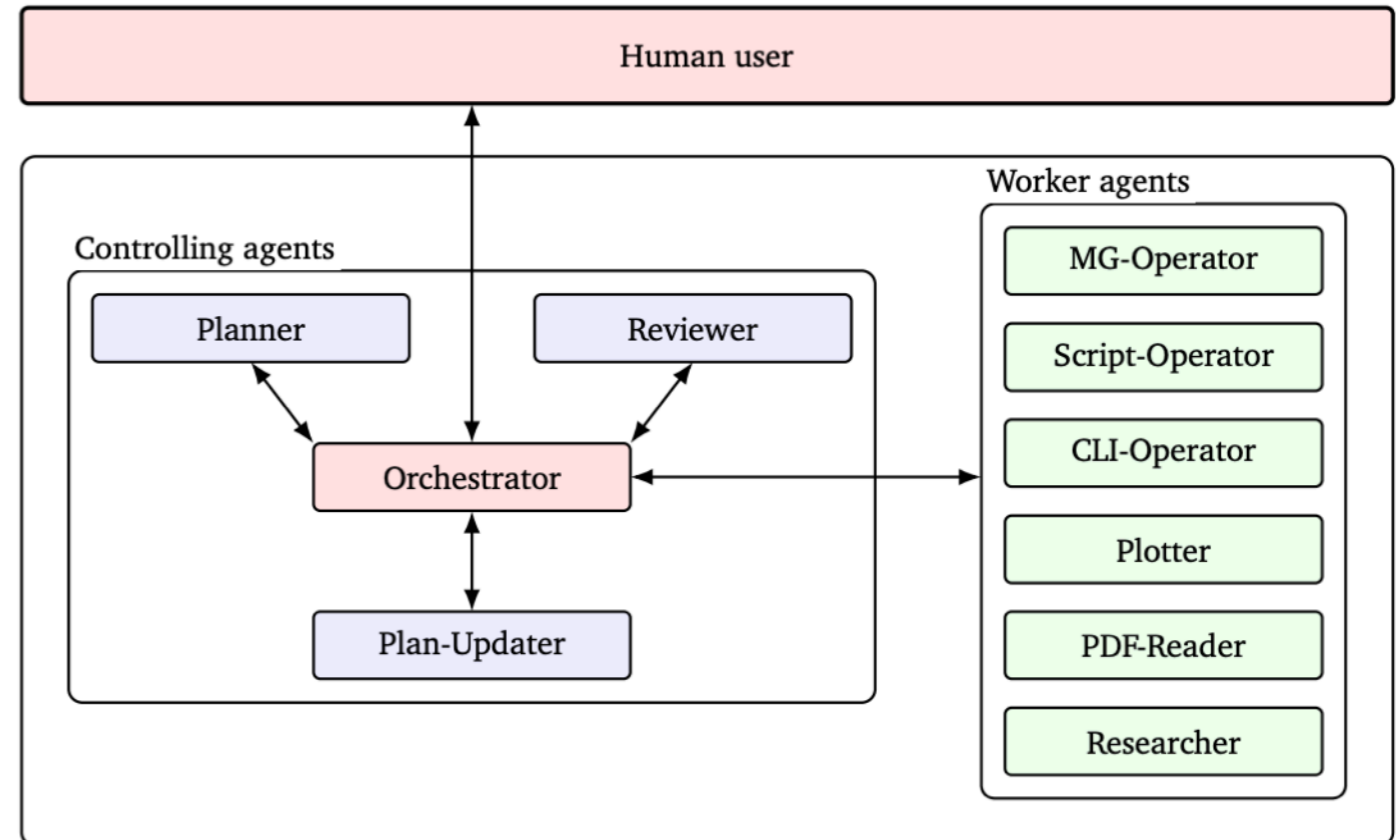 Human user
Worker agents
Controlling agents
MG-Operator
Planner
Reviewer
Script-Operator
CLI-Operator
Orchestrator
Plotter
Plan-Updater
PDF-Reader
Researcher